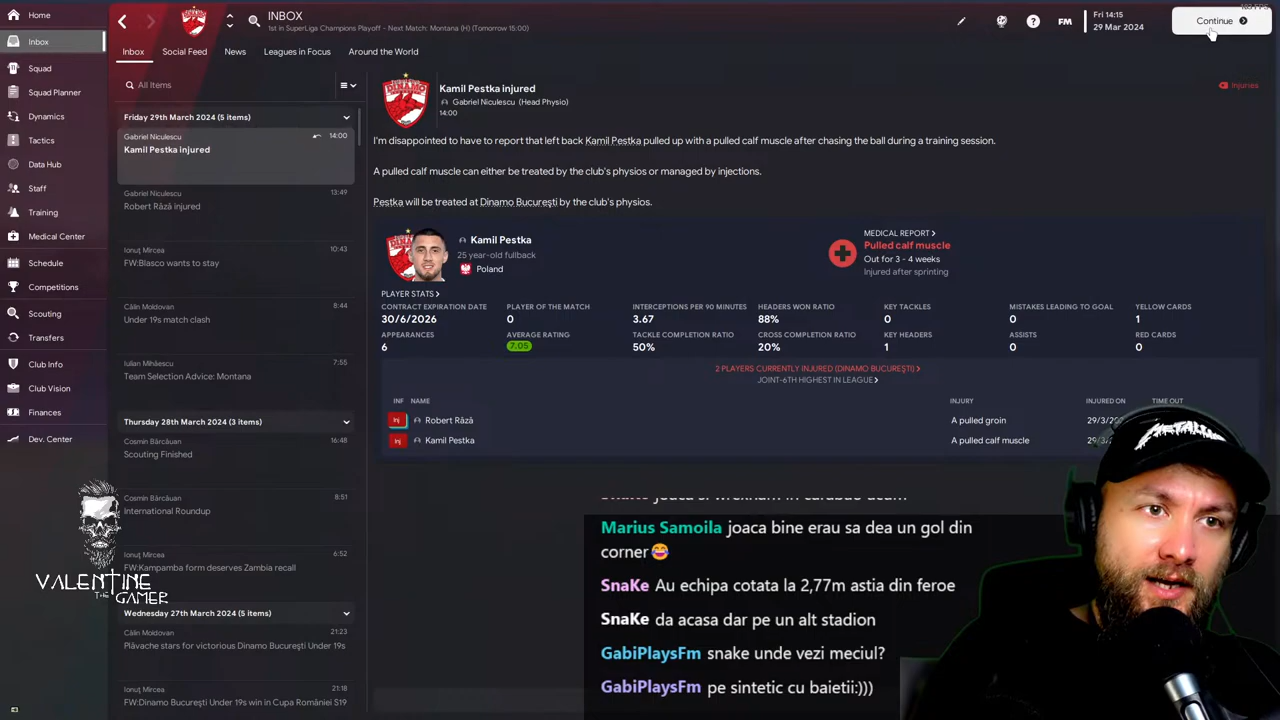 Home
Inbox
Squad
Squad Planner
Dynamics
Tactics
Data Hub
Staff
Training
Medical Center
Schedule
Competitions
Scouting
Transfers
Club Info
Club Vision
Finances
Dev. Center
INBOX
1st in SuperLiga Champions Playoff - Next Match: Montana (H) (Tomorrow 15:00)
FM
Fri 14:15
29 Mar 2024
Continue
Inbox
Social Feed
News
Leagues in Focus
Around the World
All Items
Friday 29th March 2024 (5 items)
Gabriel Niculescu
14:00
Kamil Pestka injured
Gabriel Niculescu
13:49
Robert Răză injured
Ionuț Mircea
10:43
FW:Blasco wants to stay
Călin Moldovan
8:44
Under 19s match clash
Iulian Mihăescu
7:55
Team Selection Advice: Montana
Thursday 28th March 2024 (3 items)
Cosmin Bărcăuan
16:48
Scouting Finished
Cosmin Bărcăuan
8:51
International Roundup
Ionuț Mircea
6:52
FW:Kampamba form deserves Zambia recall
Wednesday 27th March 2024 (5 items)
Călin Moldovan
21:23
Plăvache stars for victorious Dinamo București Under 19s
Ionuț Mircea
21:18
FW:Dinamo București Under 19s win in Cupa României S19
Kamil Pestka injured
Gabriel Niculescu (Head Physio)
14:00
Injuries
I'm disappointed to have to report that left back Kamil Pestka pulled up with a pulled calf muscle after chasing the ball during a training session.
A pulled calf muscle can either be treated by the club's physios or managed by injections.
Pestka will be treated at Dinamo București by the club's physios.
Kamil Pestka
25 year-old fullback
Poland
MEDICAL REPORT
Pulled calf muscle
Out for 3 - 4 weeks
Injured after sprinting
PLAYER STATS
CONTRACT EXPIRATION DATE
30/6/2026
PLAYER OF THE MATCH
0
INTERCEPTIONS PER 90 MINUTES
3.67
HEADERS WON RATIO
88%
KEY TACKLES
0
MISTAKES LEADING TO GOAL
0
YELLOW CARDS
1
APPEARANCES
6
AVERAGE RATING
7.05
TACKLE COMPLETION RATIO
50%
CROSS COMPLETION RATIO
20%
KEY HEADERS
1
ASSISTS
0
RED CARDS
0
2 PLAYERS CURRENTLY INJURED (DINAMO BUCUREȘTI)
JOINT-6TH HIGHEST IN LEAGUE
INF NAME
INJURY
INJURED ON
TIME OUT
Inj
Robert Răză
A pulled groin
29/3/20
Inj
Kamil Pestka
A pulled calf muscle
29/3
VALENTINE
THE GAMER
METALLICA
SnaKe joaca si wrexham in carabao acum
Marius Samoila joaca bine erau sa dea un gol din
corner😂
SnaKe Au echipa cotata la 2,77m astia din feroe
SnaKe da acasa dar pe un alt stadion
GabiPlaysFm snake unde vezi meciul?
GabiPlaysFm pe sintetic cu baietii:)))